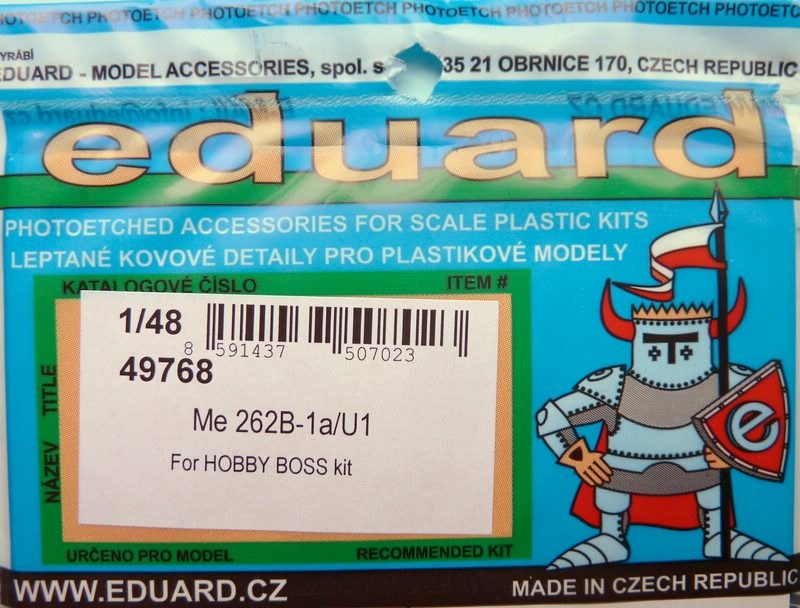 PHOTOETCH PHOTOETCH PHOTOETCH PHOTOETCH PHOTOETCH PHOTOETCH PHOTOETCH
VYRÁBÍ
EDUARD - MODEL ACCESSORIES, spol. s 35 21 OBRNICE 170, CZECH REPUBLIC
eduard
PHOTOETCHED ACCESSORIES FOR SCALE PLASTIC KITS
LEPTANÉ KOVOVÉ DETAILY PRO PLASTIKOVÉ MODELY
KATALOGOVÉ ČÍSLO ITEM #
1/48
8 591437 507023
49768
Me 262B-1a/U1
For HOBBY BOSS kit
NÁZEV TITLE
e
URČENO PRO MODEL RECOMMENDED KIT
WWW.EDUARD.CZ MADE IN CZECH REPUBLIC